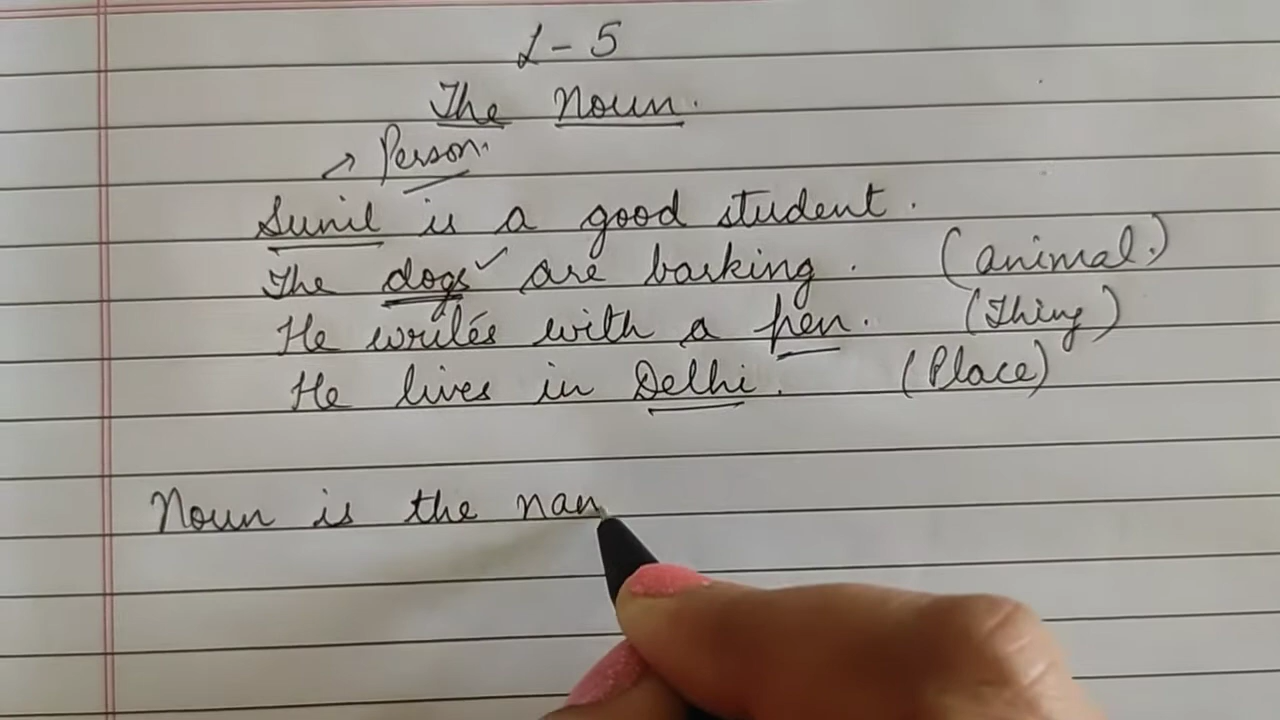 L-5
The Noun.
→ Person.
Sunil is a good student.
The dogs✓ are barking. (animal.)
He writes with a pen. (Thing)
He lives in Delhi. (Place)
Noun is the nam